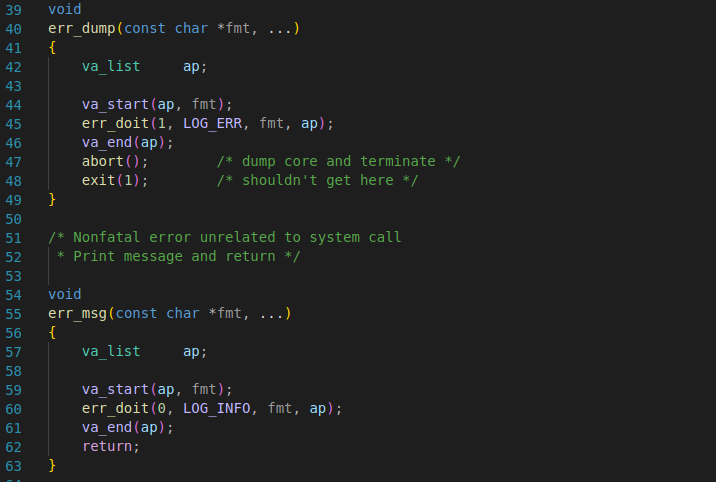 39 void
40 err_dump(const char *fmt, ...)
41 {
42     va_list     ap;
43
44     va_start(ap, fmt);
45     err_doit(1, LOG_ERR, fmt, ap);
46     va_end(ap);
47     abort();        /* dump core and terminate */
48     exit(1);        /* shouldn't get here */
49 }
50
51 /* Nonfatal error unrelated to system call
52  * Print message and return */
53
54 void
55 err_msg(const char *fmt, ...)
56 {
57     va_list     ap;
58
59     va_start(ap, fmt);
60     err_doit(0, LOG_INFO, fmt, ap);
61     va_end(ap);
62     return;
63 }